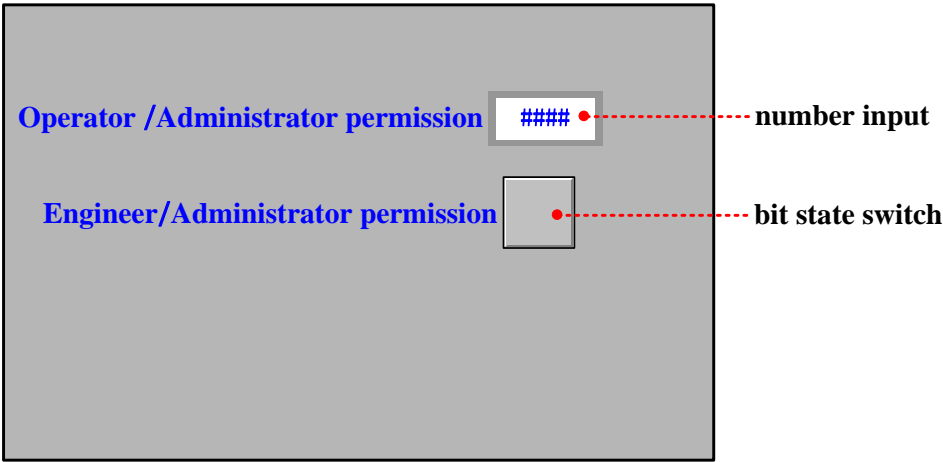 Operator /Administrator permission #### number input
Engineer/Administrator permission bit state switch